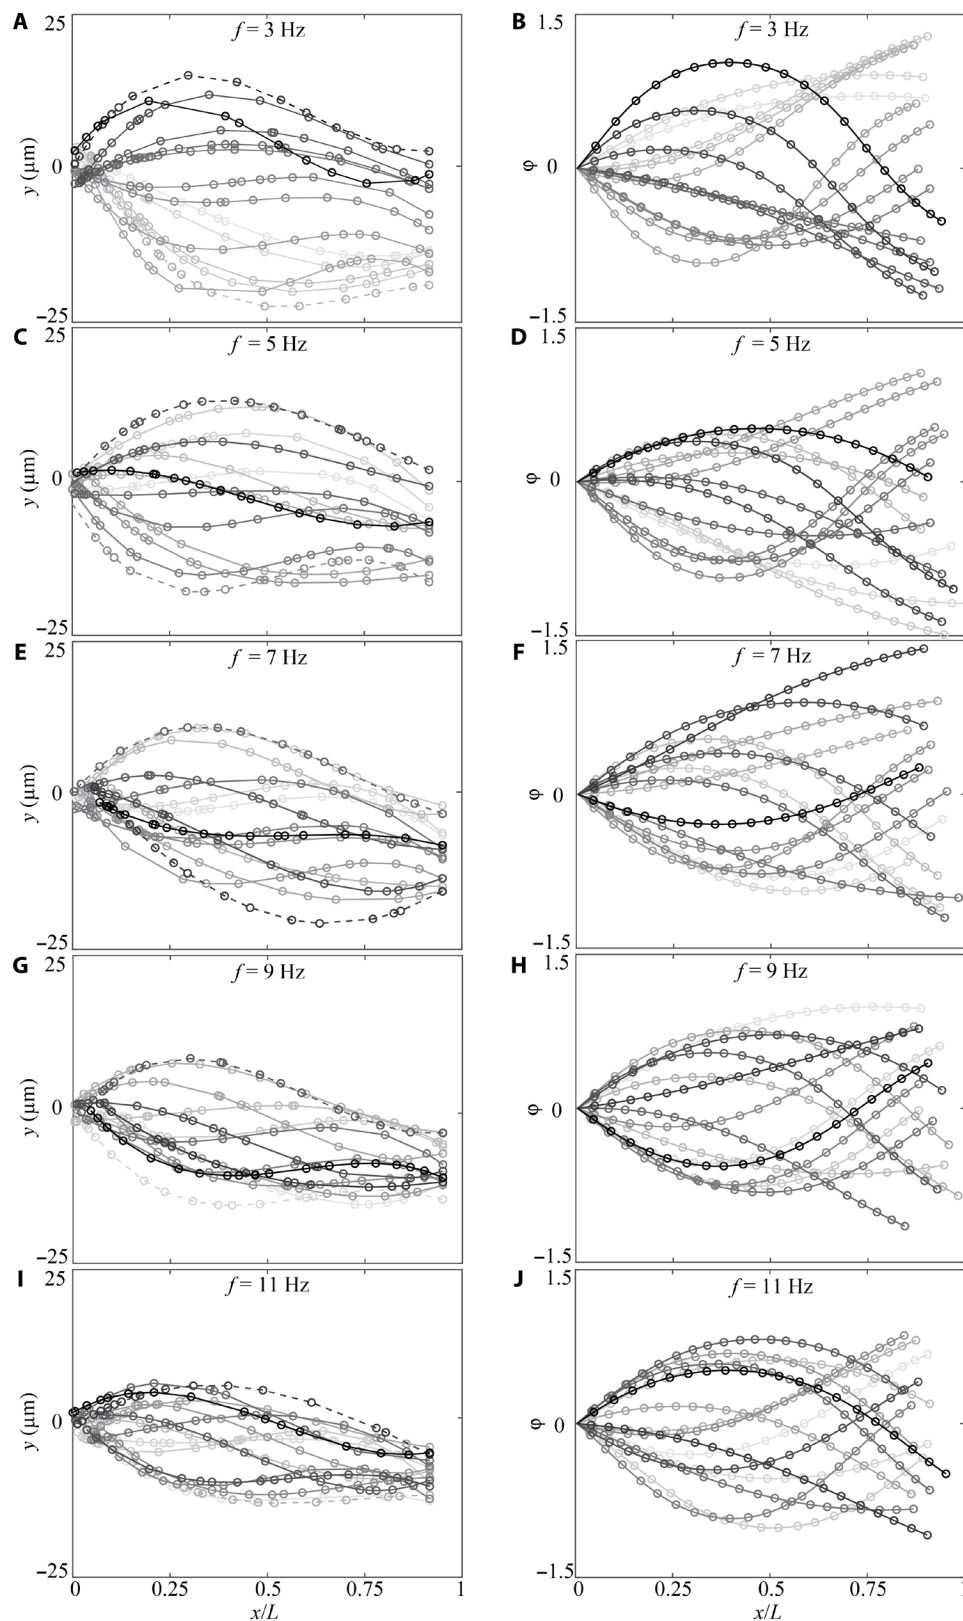 A
25
f = 3 Hz
y (μm)
0
−25
B
1.5
f = 3 Hz
φ
0
−1.5
C
25
f = 5 Hz
y (μm)
0
−25
D
1.5
f = 5 Hz
φ
0
−1.5
E
25
f = 7 Hz
y (μm)
0
−25
F
1.5
f = 7 Hz
φ
0
−1.5
G
25
f = 9 Hz
y (μm)
0
−25
H
1.5
f = 9 Hz
φ
0
−1.5
I
25
f = 11 Hz
y (μm)
0
−25
0 0.25 0.5 0.75 1
x/L
J
1.5
f = 11 Hz
φ
0
−1.5
0 0.25 0.5 0.75 1
x/L